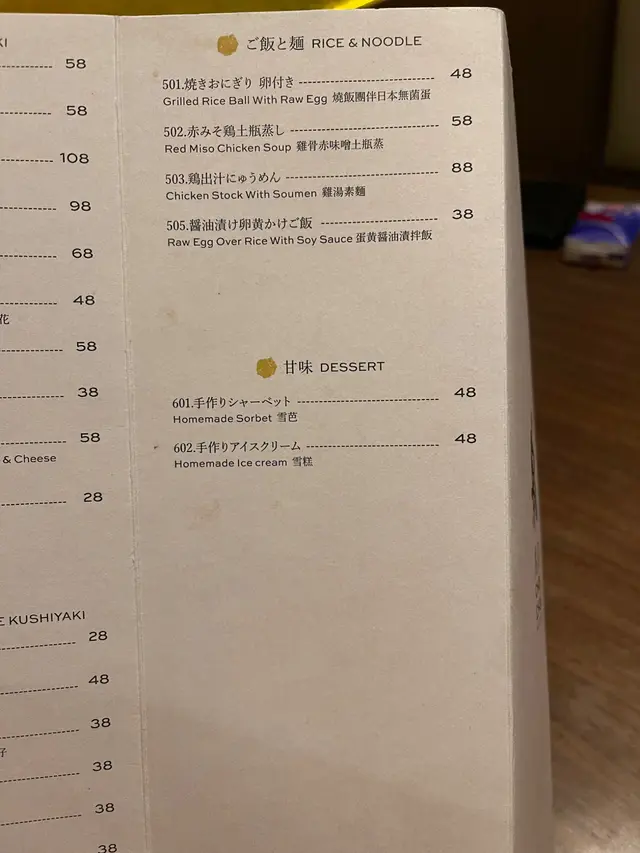 KI
58
58
108
98
68
48
花
58
38
58
& Cheese
28
E KUSHIYAKI
28
48
38
子
38
38
38
ご飯と麺 RICE & NOODLE
501.焼きおにぎり 卵付き 48
Grilled Rice Ball With Raw Egg 燒飯團伴日本無菌蛋
502.赤みそ鶏土瓶蒸し 58
Red Miso Chicken Soup 雞骨赤味噌土瓶蒸
503.鶏出汁にゅうめん 88
Chicken Stock With Soumen 雞湯素麵
505.醤油漬け卵黄かけご飯 38
Raw Egg Over Rice With Soy Sauce 蛋黃醤油漬拌飯
甘味 DESSERT
601.手作りシャーベット 48
Homemade Sorbet 雪芭
602.手作りアイスクリーム 48
Homemade Ice cream 雪糕